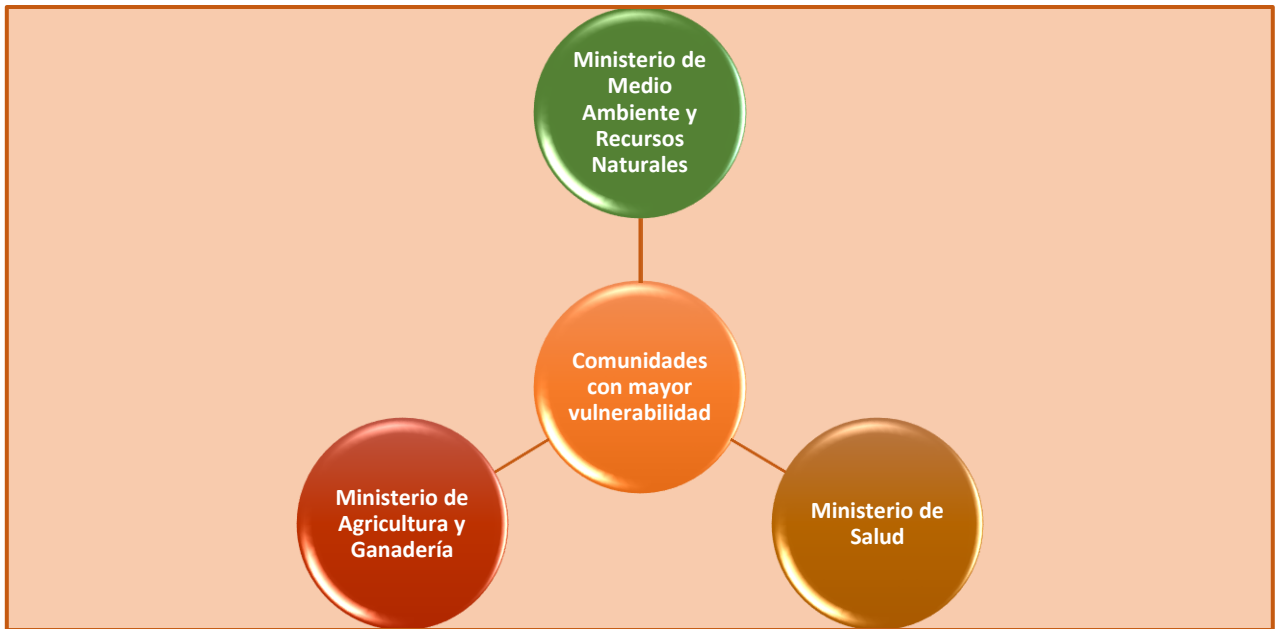 Ministerio de
Medio
Ambiente y
Recursos
Naturales
Comunidades
con mayor
vulnerabilidad
Ministerio de
Agricultura y
Ganadería
Ministerio de
Salud